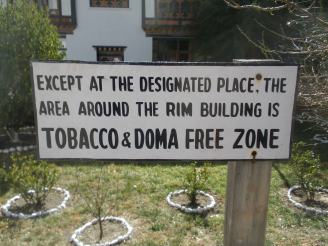 EXCEPT AT THE DESIGNATED PLACE. THE
AREA AROUND THE RIM BUILDING IS
TOBACCO & DOMA FREE ZONE